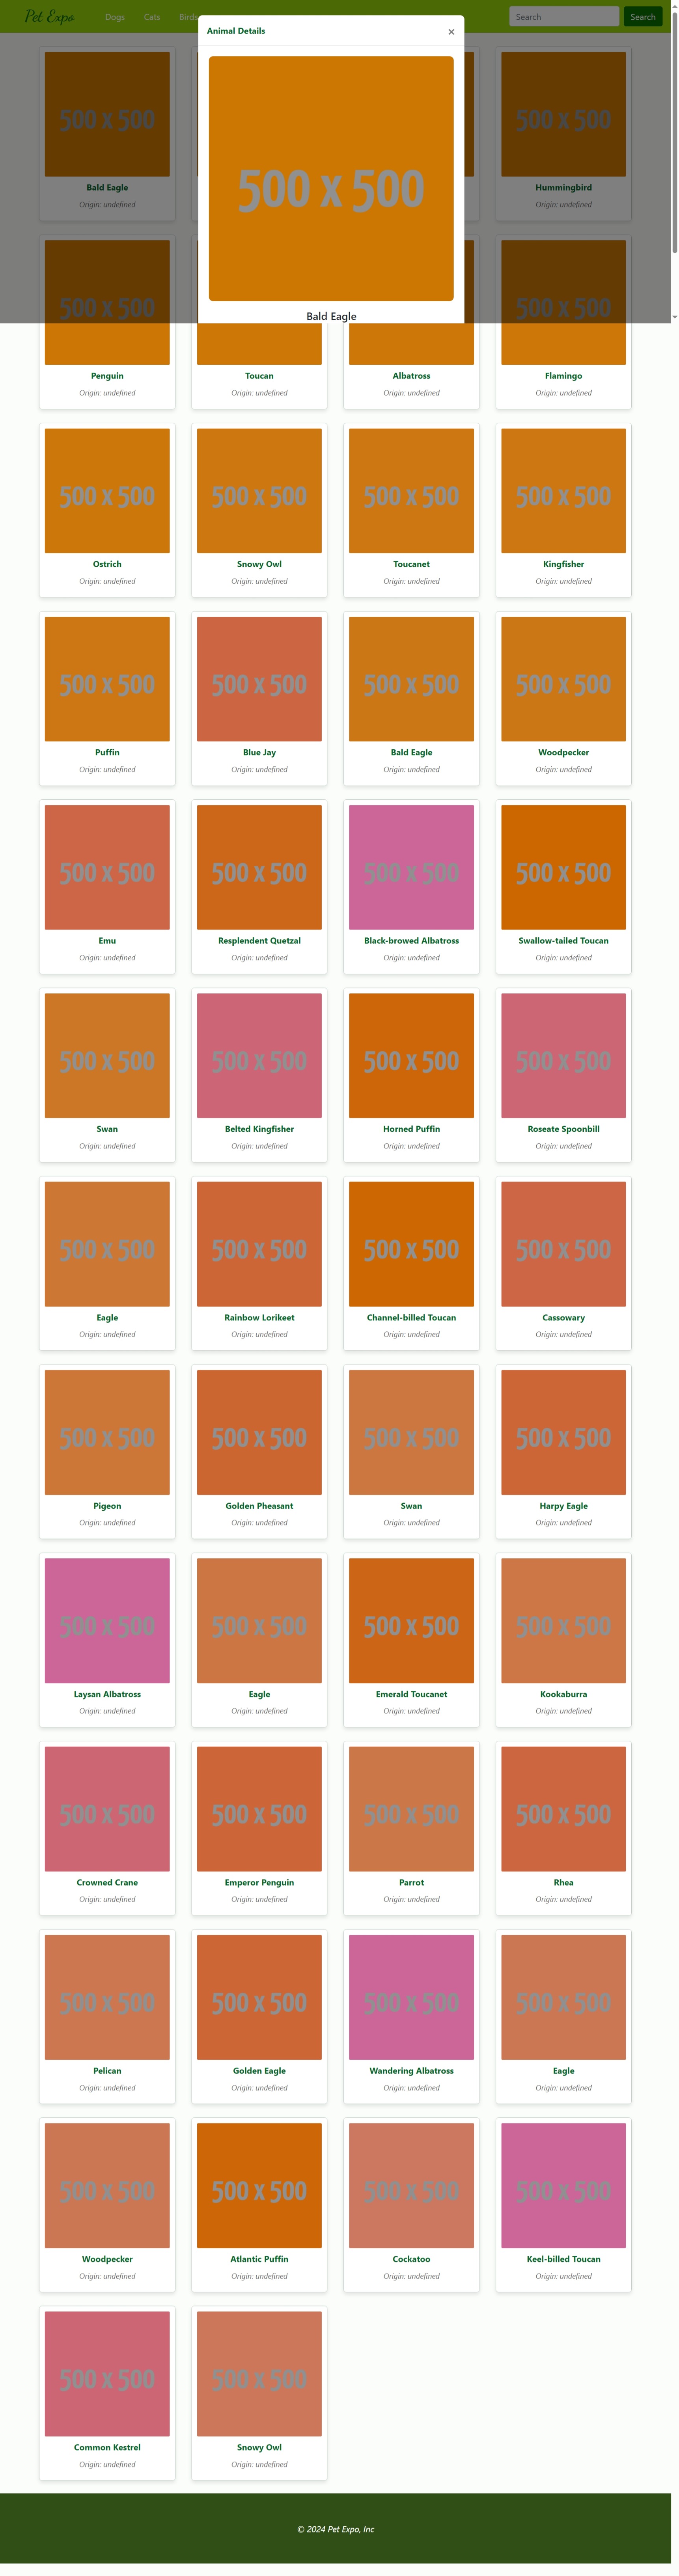 Pet Expo
Dogs
Cats
Birds
Search
Search
Animal Details
×
500 x 500
Bald Eagle
500 x 500
Bald Eagle
Origin: undefined
500 x 500
Hummingbird
Origin: undefined
500 x 500
Penguin
Origin: undefined
Toucan
Origin: undefined
Albatross
Origin: undefined
500 x 500
Flamingo
Origin: undefined
500 x 500
Ostrich
Origin: undefined
500 x 500
Snowy Owl
Origin: undefined
500 x 500
Toucanet
Origin: undefined
500 x 500
Kingfisher
Origin: undefined
500 x 500
Puffin
Origin: undefined
500 x 500
Blue Jay
Origin: undefined
500 x 500
Bald Eagle
Origin: undefined
500 x 500
Woodpecker
Origin: undefined
500 x 500
Emu
Origin: undefined
500 x 500
Resplendent Quetzal
Origin: undefined
500 x 500
Black-browed Albatross
Origin: undefined
500 x 500
Swallow-tailed Toucan
Origin: undefined
500 x 500
Swan
Origin: undefined
500 x 500
Belted Kingfisher
Origin: undefined
500 x 500
Horned Puffin
Origin: undefined
500 x 500
Roseate Spoonbill
Origin: undefined
500 x 500
Eagle
Origin: undefined
500 x 500
Rainbow Lorikeet
Origin: undefined
500 x 500
Channel-billed Toucan
Origin: undefined
500 x 500
Cassowary
Origin: undefined
500 x 500
Pigeon
Origin: undefined
500 x 500
Golden Pheasant
Origin: undefined
500 x 500
Swan
Origin: undefined
500 x 500
Harpy Eagle
Origin: undefined
500 x 500
Laysan Albatross
Origin: undefined
500 x 500
Eagle
Origin: undefined
500 x 500
Emerald Toucanet
Origin: undefined
500 x 500
Kookaburra
Origin: undefined
500 x 500
Crowned Crane
Origin: undefined
500 x 500
Emperor Penguin
Origin: undefined
500 x 500
Parrot
Origin: undefined
500 x 500
Rhea
Origin: undefined
500 x 500
Pelican
Origin: undefined
500 x 500
Golden Eagle
Origin: undefined
500 x 500
Wandering Albatross
Origin: undefined
500 x 500
Eagle
Origin: undefined
500 x 500
Woodpecker
Origin: undefined
500 x 500
Atlantic Puffin
Origin: undefined
500 x 500
Cockatoo
Origin: undefined
500 x 500
Keel-billed Toucan
Origin: undefined
500 x 500
Common Kestrel
Origin: undefined
500 x 500
Snowy Owl
Origin: undefined
© 2024 Pet Expo, Inc